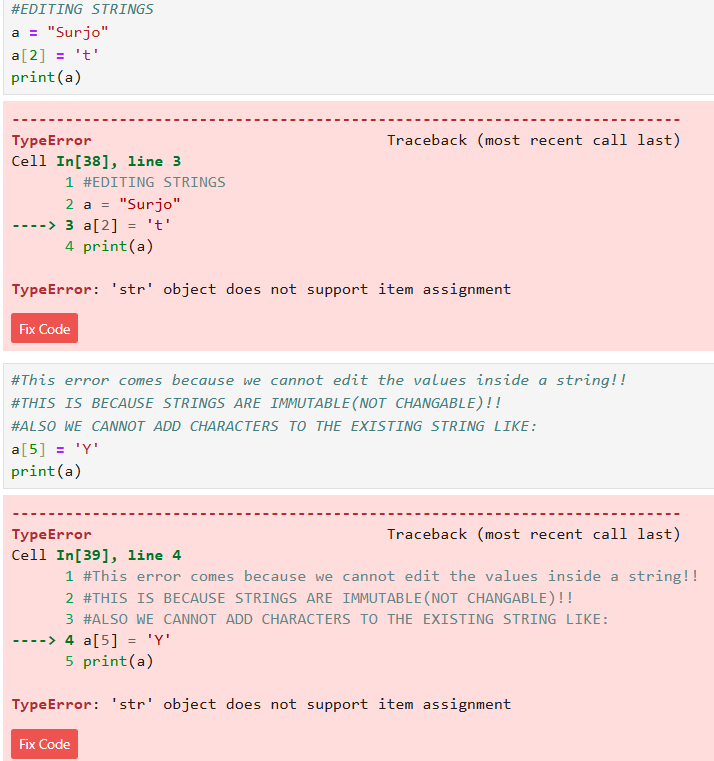 #EDITING STRINGS
a = "Surjo"
a[2] = 't'
print(a)
---------------------------------------------------------------------------
TypeError                                 Traceback (most recent call last)
Cell In[38], line 3
      1 #EDITING STRINGS
      2 a = "Surjo"
----> 3 a[2] = 't'
      4 print(a)
TypeError: 'str' object does not support item assignment
Fix Code
#This error comes because we cannot edit the values inside a string!!
#THIS IS BECAUSE STRINGS ARE IMMUTABLE(NOT CHANGABLE)!!
#ALSO WE CANNOT ADD CHARACTERS TO THE EXISTING STRING LIKE:
a[5] = 'Y'
print(a)
---------------------------------------------------------------------------
TypeError                                 Traceback (most recent call last)
Cell In[39], line 4
      1 #This error comes because we cannot edit the values inside a string!!
      2 #THIS IS BECAUSE STRINGS ARE IMMUTABLE(NOT CHANGABLE)!!
      3 #ALSO WE CANNOT ADD CHARACTERS TO THE EXISTING STRING LIKE:
----> 4 a[5] = 'Y'
      5 print(a)
TypeError: 'str' object does not support item assignment
Fix Code